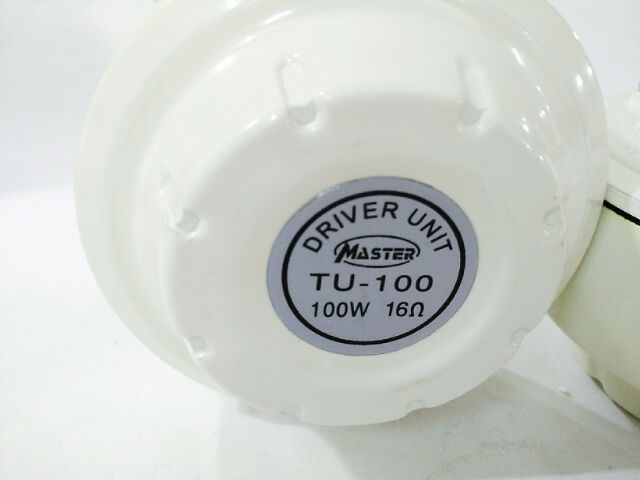 DRIVER UNIT
MASTER
TU-100
100W 16Ω